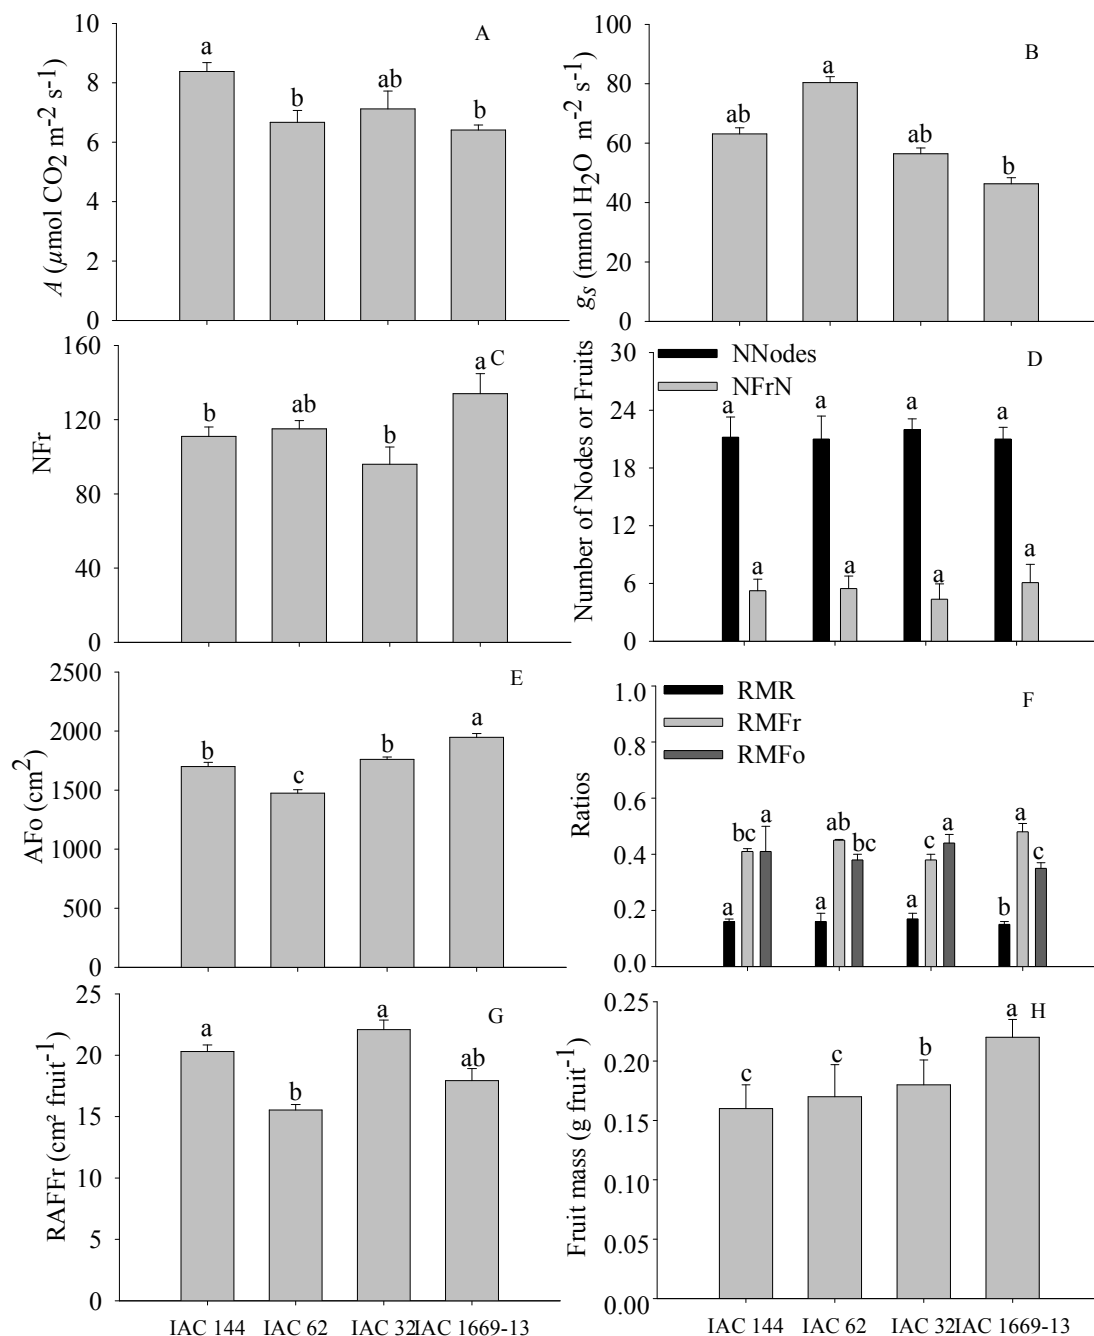 A
A (µmol CO2 m-2 s-1)
10
8
6
4
2
0
a
b
ab
b
B
gs (mmol H2O m-2 s-1)
100
80
60
40
20
0
ab
a
ab
b
C
NFr
160
120
80
40
0
b
ab
b
a
D
NNodes
NFrN
Number of Nodes or Fruits
30
24
18
12
6
0
a a a a
a a a a
E
AFo (cm2)
2500
2000
1500
1000
500
0
b
c
b
a
F
RMR
RMFr
RMFo
Ratios
1.0
0.8
0.6
0.4
0.2
0.0
a bc a
a ab bc
a c a
b a c
G
RAFFr (cm² fruit-1)
25
20
15
10
5
0
a
b
a
ab
IAC 144 IAC 62 IAC 32 IAC 1669-13
H
Fruit mass (g fruit-1)
0.25
0.20
0.15
0.10
0.05
0.00
c
c
b
a
IAC 144 IAC 62 IAC 32 IAC 1669-13